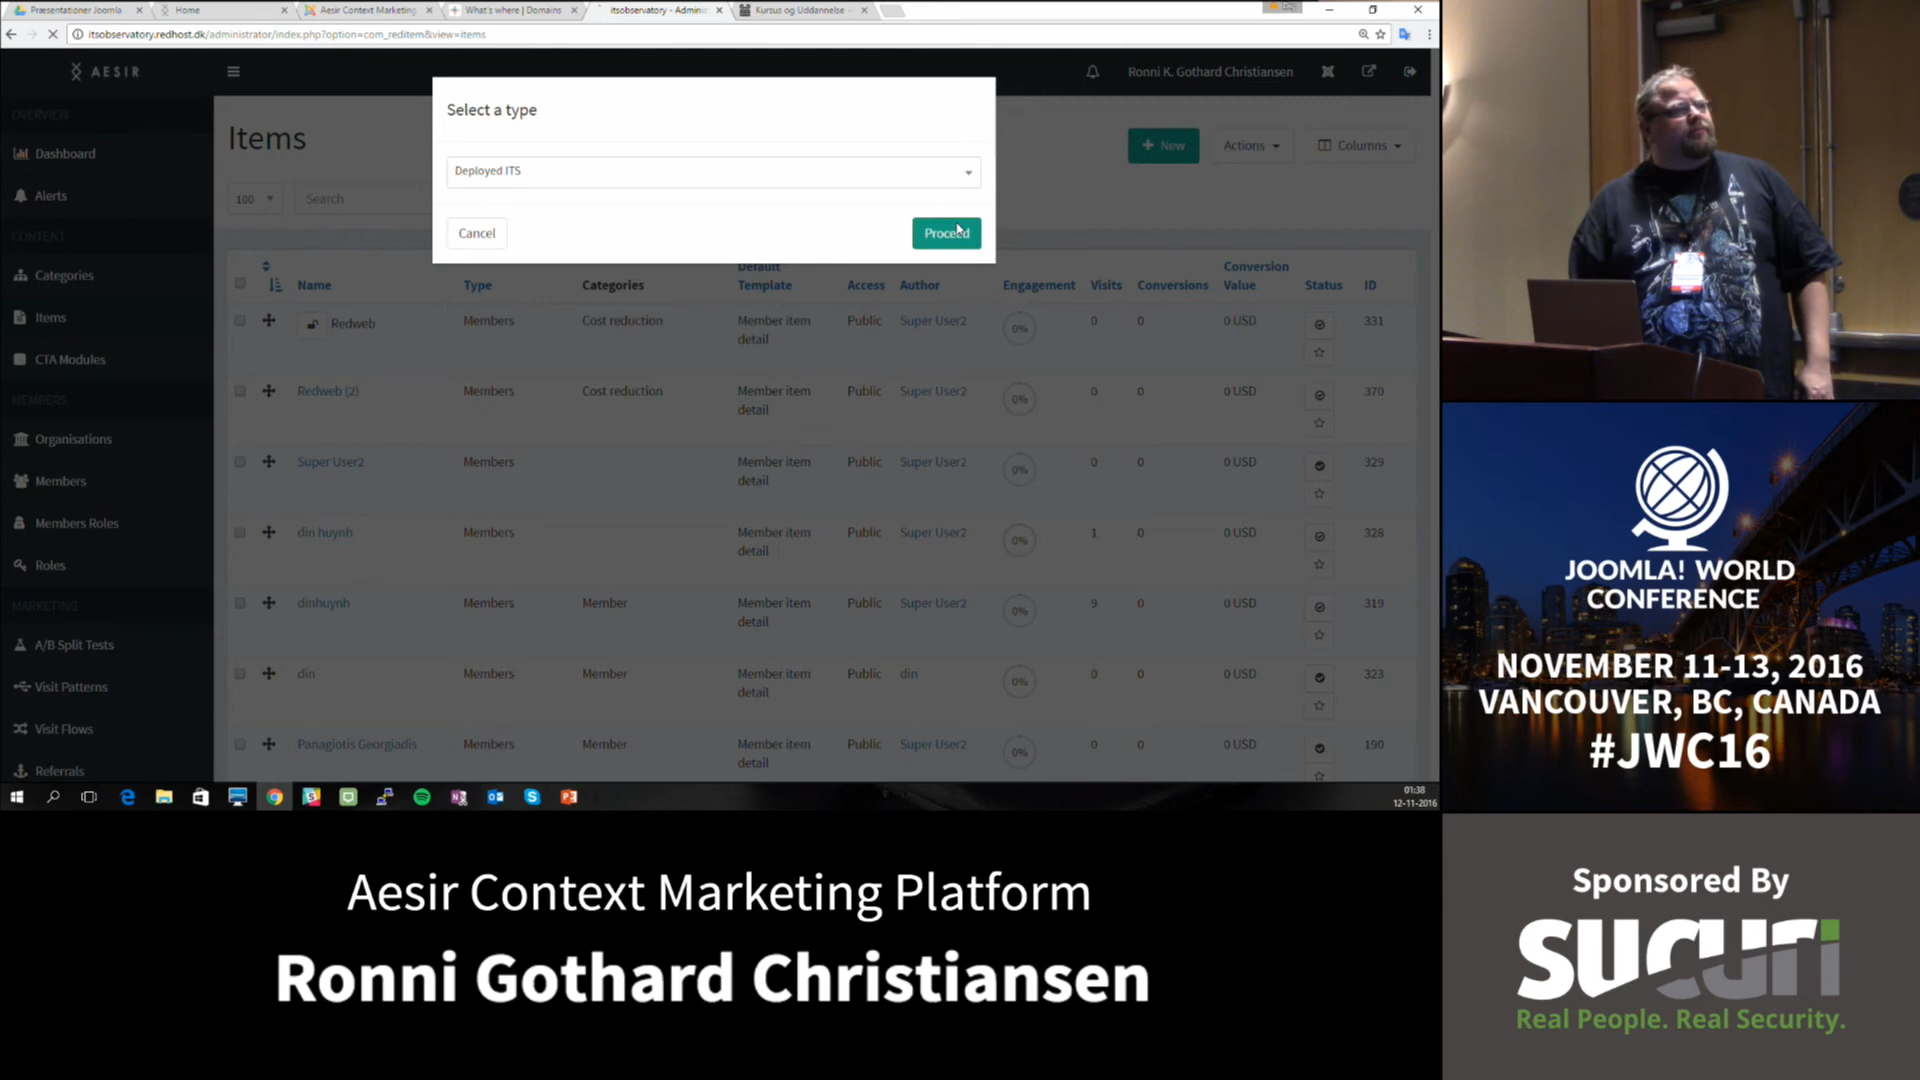 Præsentationer Joomla
Home
Aesir Context Marketing
What's where | Domains
itsobservatory - Admini
Kursus og Uddannelse
itsobservatory.redhost.dk/administrator/index.php?option=com_reditem&view=items
AESIR
Ronni K. Gothard Christiansen
Select a type
Deployed ITS
Cancel
Proceed
OVERVIEW
Dashboard
Alerts
CONTENT
Categories
Items
CTA Modules
MEMBERS
Organisations
Members
Members Roles
Roles
MARKETING
A/B Split Tests
Visit Patterns
Visit Flows
Referrals
Items
New
Actions
Columns
100
Search
Name Type Categories Default Template Access Author Engagement Visits Conversions Conversion Value Status ID
Redweb Members Cost reduction Member item detail Public Super User2 0% 0 0 0 USD 331
Redweb (2) Members Cost reduction Member item detail Public Super User2 0% 0 0 0 USD 370
Super User2 Members Member item detail Public Super User2 0% 0 0 0 USD 329
din huynh Members Member item detail Public Super User2 0% 1 0 0 USD 328
dinhuynh Members Member Member item detail Public Super User2 0% 9 0 0 USD 319
din Members Member Member item detail Public din 0% 0 0 0 USD 323
Panagiotis Georgiadis Members Member Member item detail Public Super User2 0% 0 0 0 USD 190
01:38
12-11-2016
JOOMLA! WORLD
CONFERENCE
NOVEMBER 11-13, 2016
VANCOUVER, BC, CANADA
#JWC16
Aesir Context Marketing Platform
Ronni Gothard Christiansen
Sponsored By
SUCURI
Real People. Real Security.